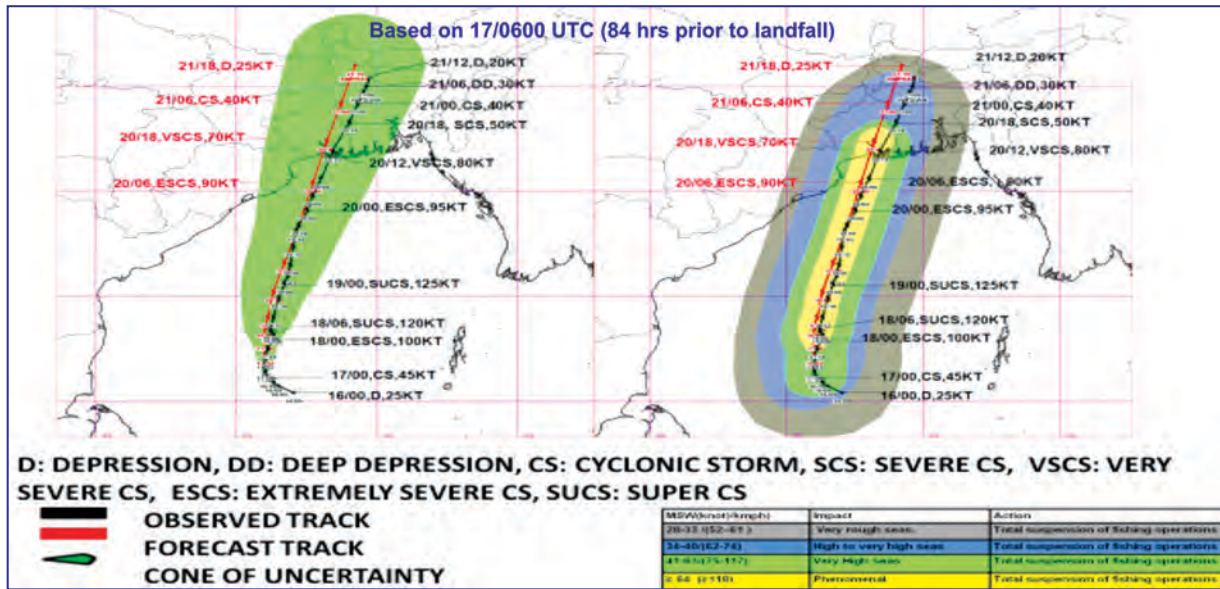 Based on 17/0600 UTC (84 hrs prior to landfall)
21/18,D,25KT
21/12,D,20KT
21/06,DD,30KT
21/06,CS,40KT
21/00,CS,40KT
20/18, SCS,50KT
20/18,VSCS,70KT
20/12,VSCS,80KT
20/06,ESCS,90KT
20/00,ESCS,95KT
19/00,SUCS,125KT
18/06,SUCS,120KT
18/00,ESCS,100KT
17/00,CS,45KT
16/00,D,25KT
21/18,D,25KT
21/12,D,20KT
21/06,DD,30KT
21/06,CS,40KT
21/00,CS,40KT
20/18,SCS,50KT
20/18,VSCS,70KT
20/12,VSCS,80KT
20/06,ESCS,90KT
20/06,ESCS,
20/00,ESCS,95KT
19/00,SUCS,125KT
18/06,SUCS,120KT
18/00,ESCS,100KT
17/00,CS,45KT
16/00,D,25KT
D: DEPRESSION, DD: DEEP DEPRESSION, CS: CYCLONIC STORM, SCS: SEVERE CS, VSCS: VERY
SEVERE CS, ESCS: EXTREMELY SEVERE CS, SUCS: SUPER CS
OBSERVED TRACK
FORECAST TRACK
CONE OF UNCERTAINTY
MSW(knot)/kmph) Impact Action
Very rough seas. Total suspension of fishing operations
High to very high seas Total suspension of fishing operations
Very High seas Total suspension of fishing operations
Phenomenal Total suspension of fishing operations